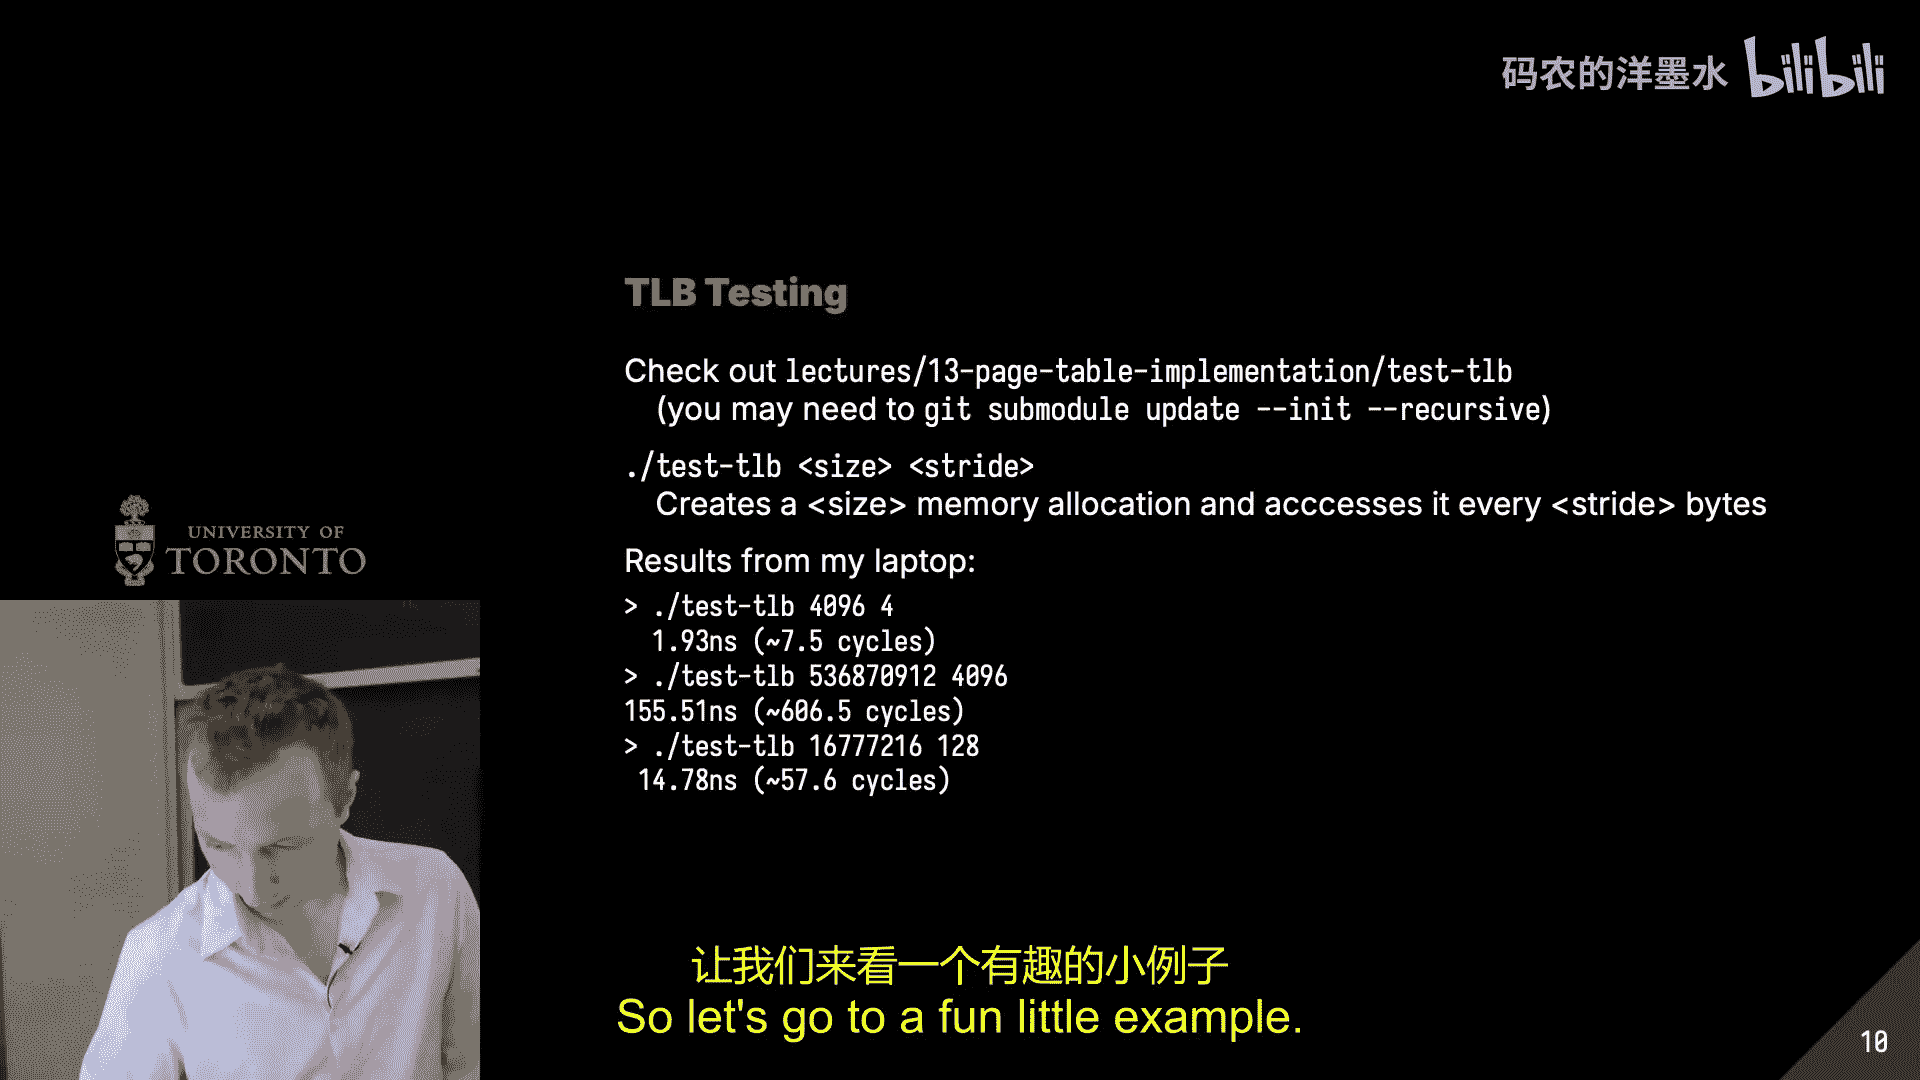 码农的洋墨水 bilibili
TLB Testing
Check out lectures/13-page-table-implementation/test-tlb
(you may need to git submodule update --init --recursive)
./test-tlb <size> <stride>
Creates a <size> memory allocation and acccesses it every <stride> bytes
Results from my laptop:
> ./test-tlb 4096 4
1.93ns (~7.5 cycles)
> ./test-tlb 536870912 4096
155.51ns (~606.5 cycles)
> ./test-tlb 16777216 128
14.78ns (~57.6 cycles)
UNIVERSITY OF
TORONTO
让我们来看一个有趣的小例子
So let's go to a fun little example.
10